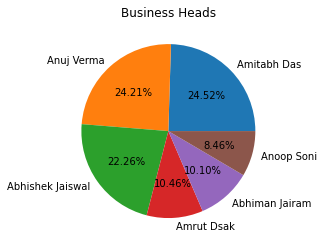 Business Heads
Amitabh Das
24.52%
Anuj Verma
24.21%
Abhishek Jaiswal
22.26%
Amrut Dsak
10.46%
Abhiman Jairam
10.10%
Anoop Soni
8.46%